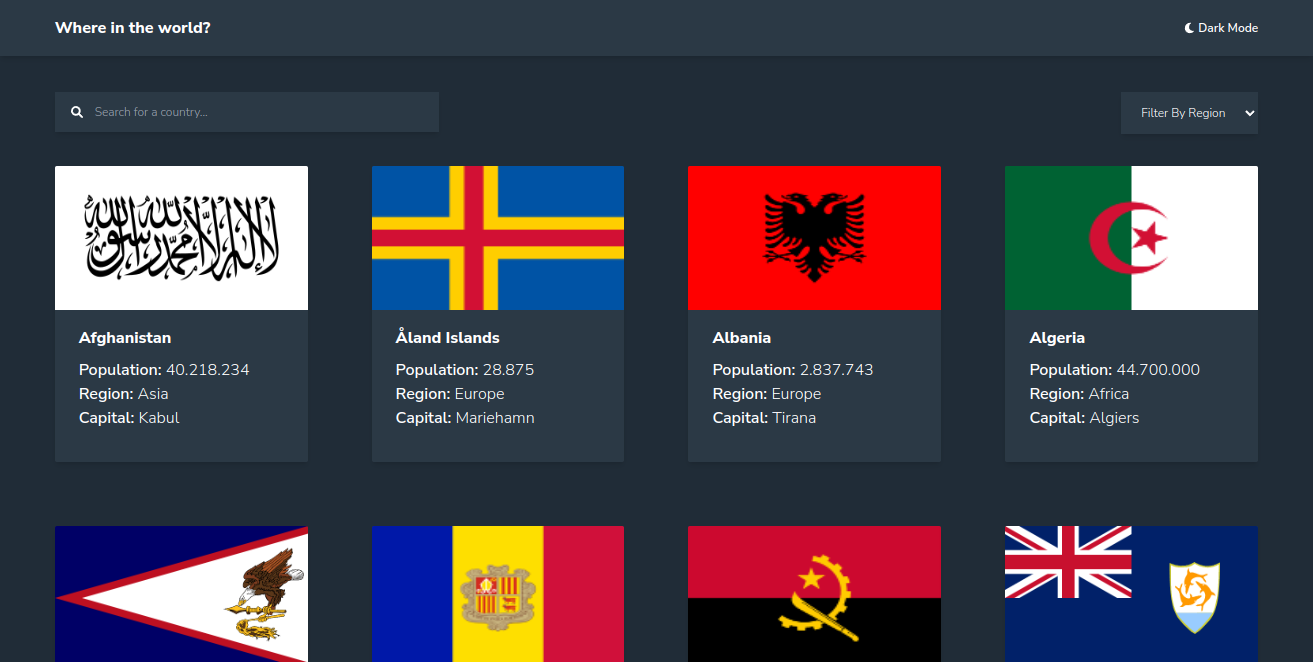 Where in the world?
Dark Mode
Search for a country...
Filter By Region
لا إله إلا الله محمد رسول الله
Afghanistan
Population: 40.218.234
Region: Asia
Capital: Kabul
Åland Islands
Population: 28.875
Region: Europe
Capital: Mariehamn
Albania
Population: 2.837.743
Region: Europe
Capital: Tirana
Algeria
Population: 44.700.000
Region: Africa
Capital: Algiers